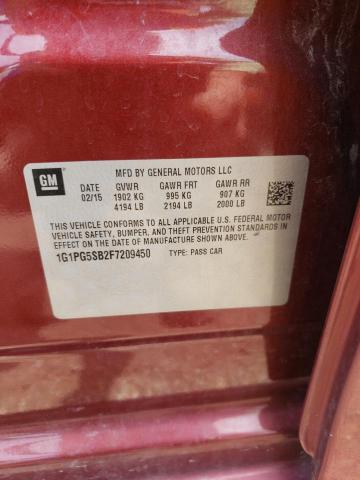 GM
MFD BY GENERAL MOTORS LLC
DATE GVWR GAWR FRT GAWR RR
02/15 1902 KG 995 KG 907 KG
4194 LB 2194 LB 2000 LB
THIS VEHICLE CONFORMS TO ALL APPLICABLE U.S. FEDERAL MOTOR
VEHICLE SAFETY, BUMPER, AND THEFT PREVENTION STANDARDS IN
EFFECT ON THE DATE OF MANUFACTURE SHOWN ABOVE.
1G1PG5SB2F7209450 TYPE: PASS CAR